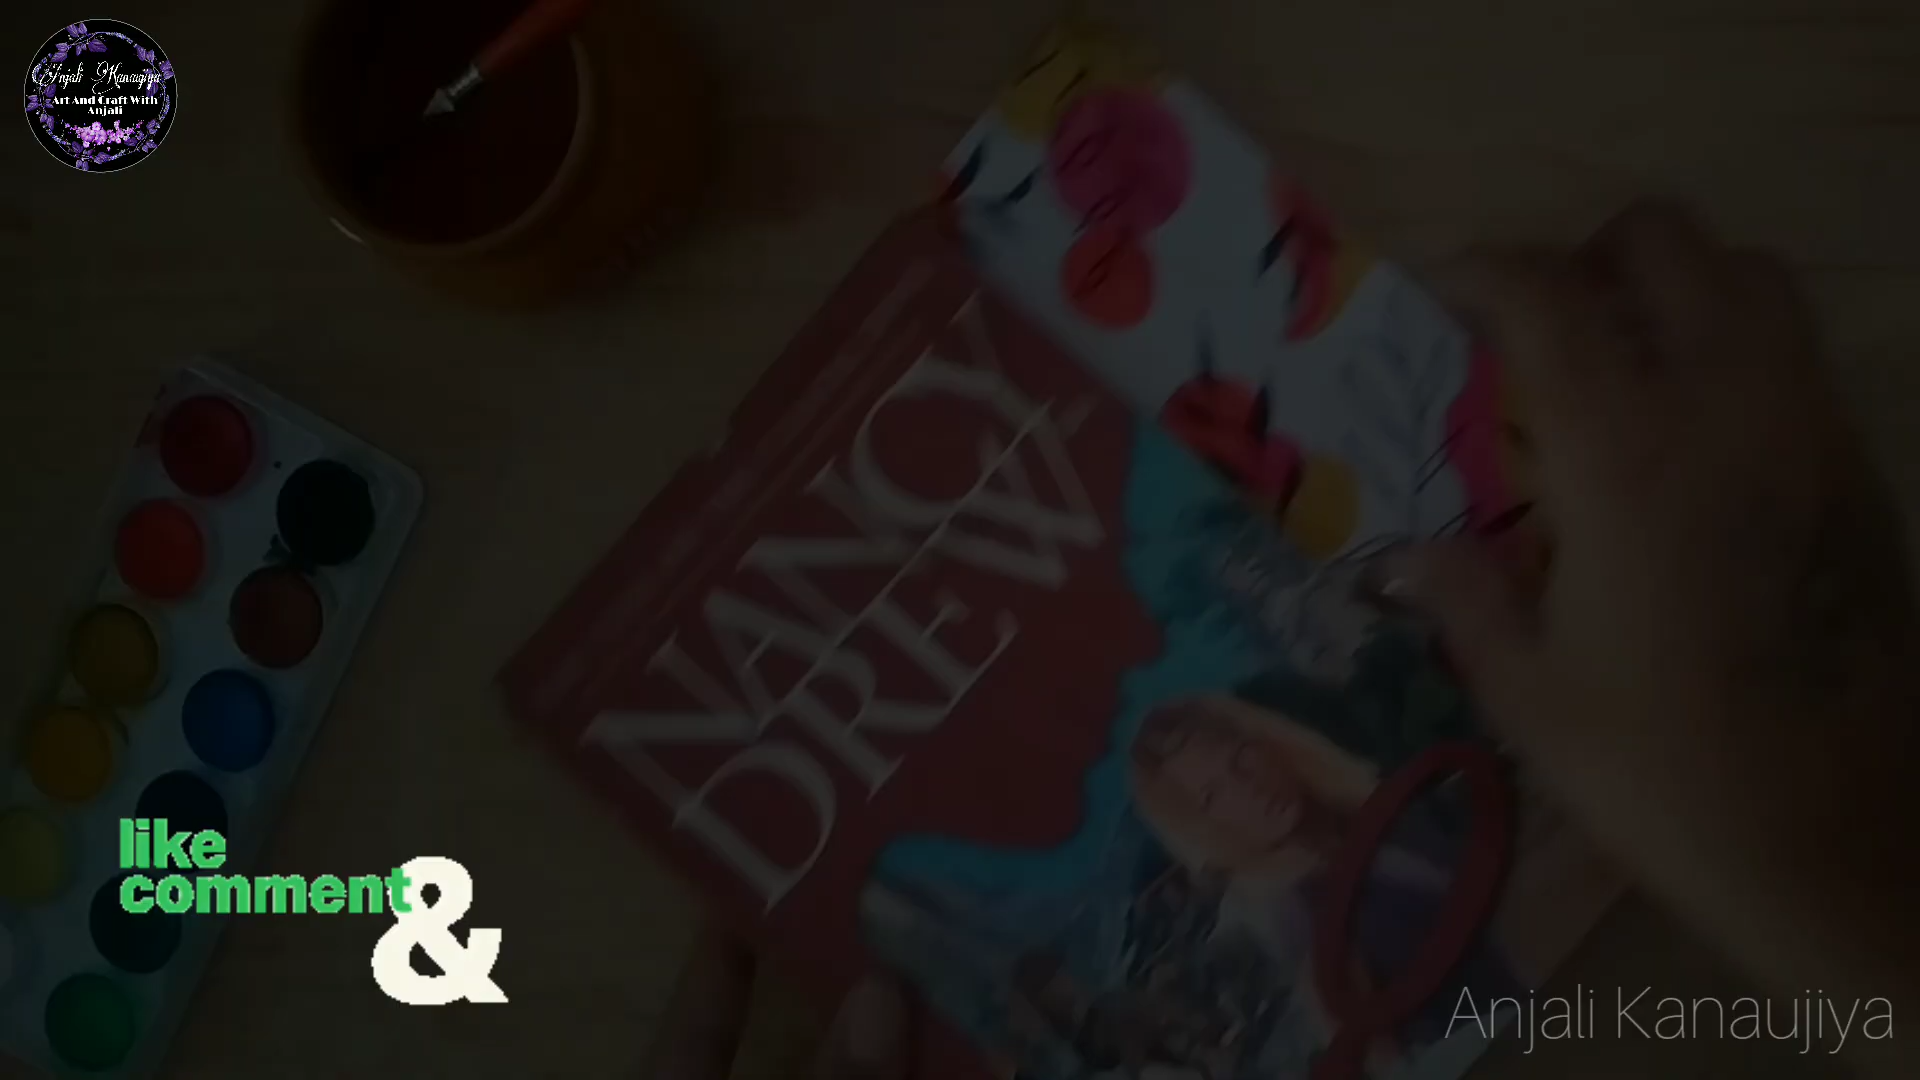 Anjali Kanaujiya
Art And Craft With
Anjali
NANCY
DREW
like
comment
&
Anjali Kanaujiya